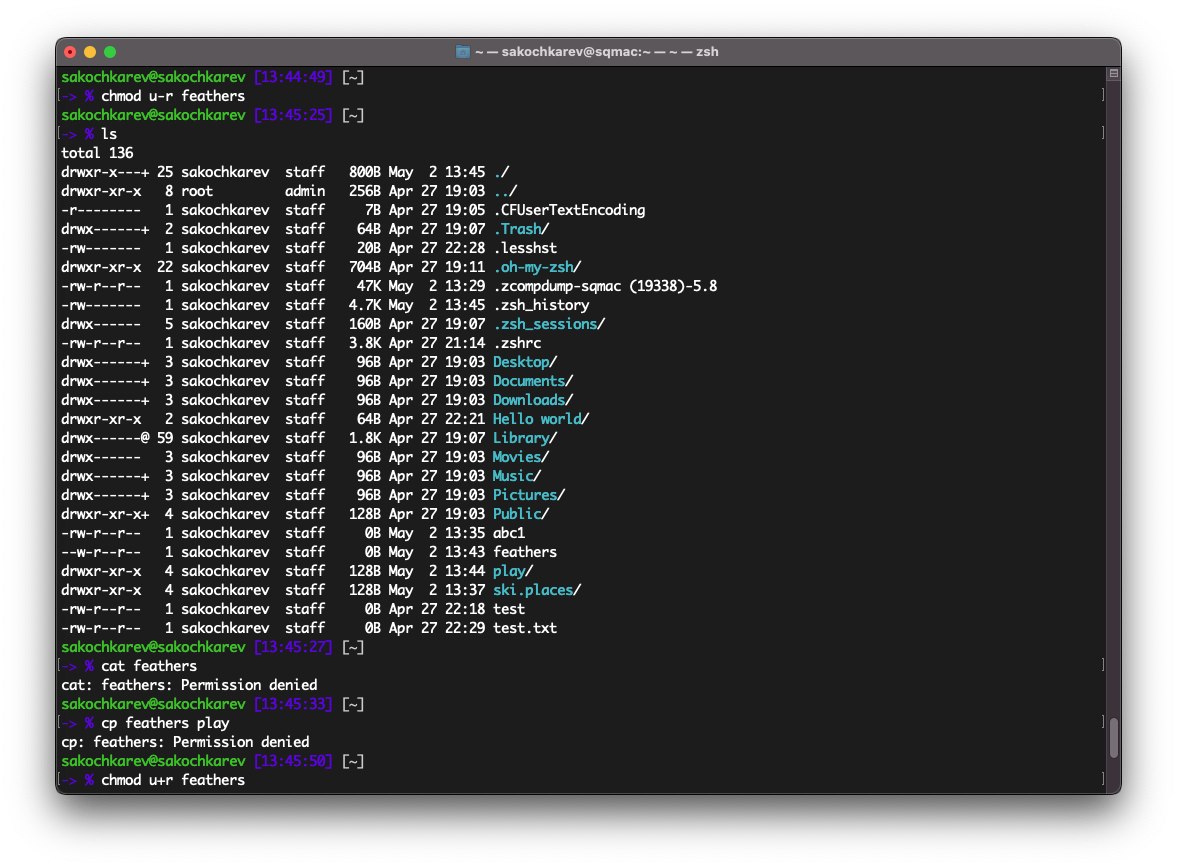 ~ — sakochkarev@sqmac:~ — ~ — zsh
sakochkarev@sakochkarev [13:44:49] [~]
[-> % chmod u-r feathers ]
sakochkarev@sakochkarev [13:45:25] [~]
[-> % ls ]
total 136
drwxr-x---+ 25 sakochkarev  staff   800B May  2 13:45 ./
drwxr-xr-x   8 root         admin   256B Apr 27 19:03 ../
-r--------   1 sakochkarev  staff     7B Apr 27 19:05 .CFUserTextEncoding
drwx------+  2 sakochkarev  staff    64B Apr 27 19:07 .Trash/
-rw-------   1 sakochkarev  staff    20B Apr 27 22:28 .lesshst
drwxr-xr-x  22 sakochkarev  staff   704B Apr 27 19:11 .oh-my-zsh/
-rw-r--r--   1 sakochkarev  staff    47K May  2 13:29 .zcompdump-sqmac (19338)-5.8
-rw-------   1 sakochkarev  staff   4.7K May  2 13:45 .zsh_history
drwx------   5 sakochkarev  staff   160B Apr 27 19:07 .zsh_sessions/
-rw-r--r--   1 sakochkarev  staff   3.8K Apr 27 21:14 .zshrc
drwx------+  3 sakochkarev  staff    96B Apr 27 19:03 Desktop/
drwx------+  3 sakochkarev  staff    96B Apr 27 19:03 Documents/
drwx------+  3 sakochkarev  staff    96B Apr 27 19:03 Downloads/
drwxr-xr-x   2 sakochkarev  staff    64B Apr 27 22:21 Hello world/
drwx------@ 59 sakochkarev  staff   1.8K Apr 27 19:07 Library/
drwx------   3 sakochkarev  staff    96B Apr 27 19:03 Movies/
drwx------+  3 sakochkarev  staff    96B Apr 27 19:03 Music/
drwx------+  3 sakochkarev  staff    96B Apr 27 19:03 Pictures/
drwxr-xr-x+  4 sakochkarev  staff   128B Apr 27 19:03 Public/
-rw-r--r--   1 sakochkarev  staff     0B May  2 13:35 abc1
--w-r--r--   1 sakochkarev  staff     0B May  2 13:43 feathers
drwxr-xr-x   4 sakochkarev  staff   128B May  2 13:44 play/
drwxr-xr-x   4 sakochkarev  staff   128B May  2 13:37 ski.places/
-rw-r--r--   1 sakochkarev  staff     0B Apr 27 22:18 test
-rw-r--r--   1 sakochkarev  staff     0B Apr 27 22:29 test.txt
sakochkarev@sakochkarev [13:45:27] [~]
[-> % cat feathers ]
cat: feathers: Permission denied
sakochkarev@sakochkarev [13:45:33] [~]
[-> % cp feathers play ]
cp: feathers: Permission denied
sakochkarev@sakochkarev [13:45:50] [~]
[-> % chmod u+r feathers ]